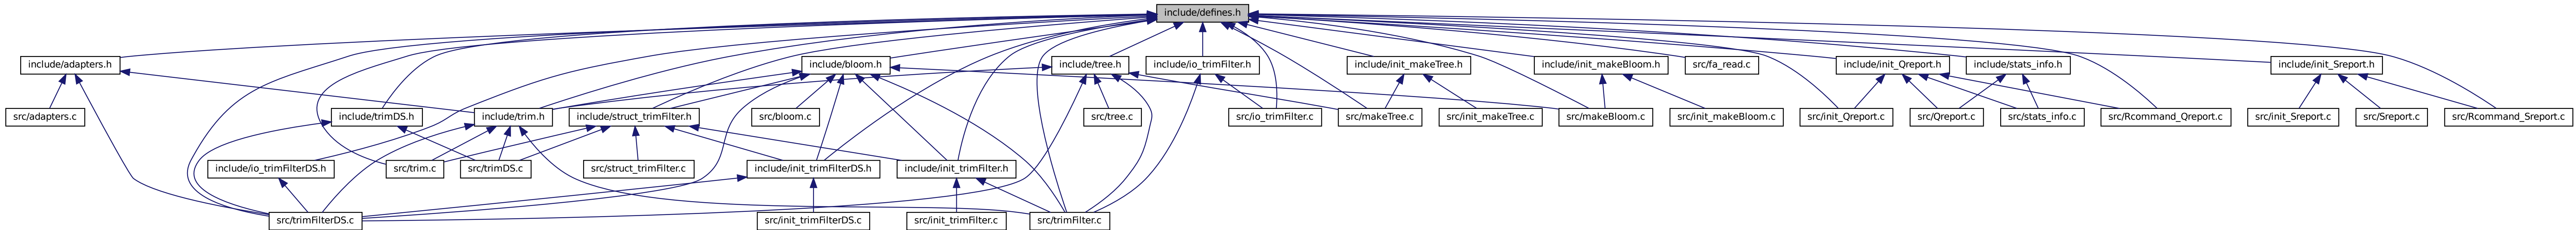 include/defines.h
include/adapters.h
include/bloom.h
include/tree.h
include/io_trimFilter.h
include/init_makeTree.h
include/init_makeBloom.h
src/fa_read.c
include/init_Qreport.h
include/stats_info.h
include/init_Sreport.h
src/adapters.c
include/trimDS.h
include/trim.h
include/struct_trimFilter.h
src/bloom.c
src/tree.c
src/io_trimFilter.c
src/makeTree.c
src/init_makeTree.c
src/makeBloom.c
src/init_makeBloom.c
src/init_Qreport.c
src/Qreport.c
src/stats_info.c
src/Rcommand_Qreport.c
src/init_Sreport.c
src/Sreport.c
src/Rcommand_Sreport.c
include/io_trimFilterDS.h
src/trim.c
src/trimDS.c
src/struct_trimFilter.c
include/init_trimFilterDS.h
include/init_trimFilter.h
src/trimFilterDS.c
src/init_trimFilterDS.c
src/init_trimFilter.c
src/trimFilter.c